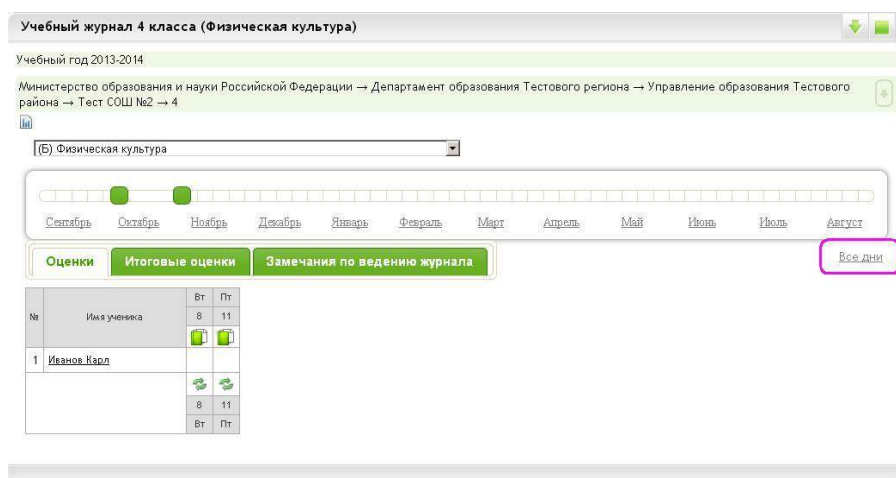 Учебный журнал 4 класса (Физическая культура)
Учебный год 2013-2014
Министерство образования и науки Российской Федерации → Департамент образования Тестового региона → Управление образования Тестового
района → Тест СОШ №2 → 4
(Б) Физическая культура
Сентябрь Октябрь Ноябрь Декабрь Январь Февраль Март Апрель Май Июнь Июль Август
Оценки Итоговые оценки Замечания по ведению журнала Все дни
Вт Пт
№ Имя ученика 8 11
1 Иванов Карл
8 11
Вт Пт